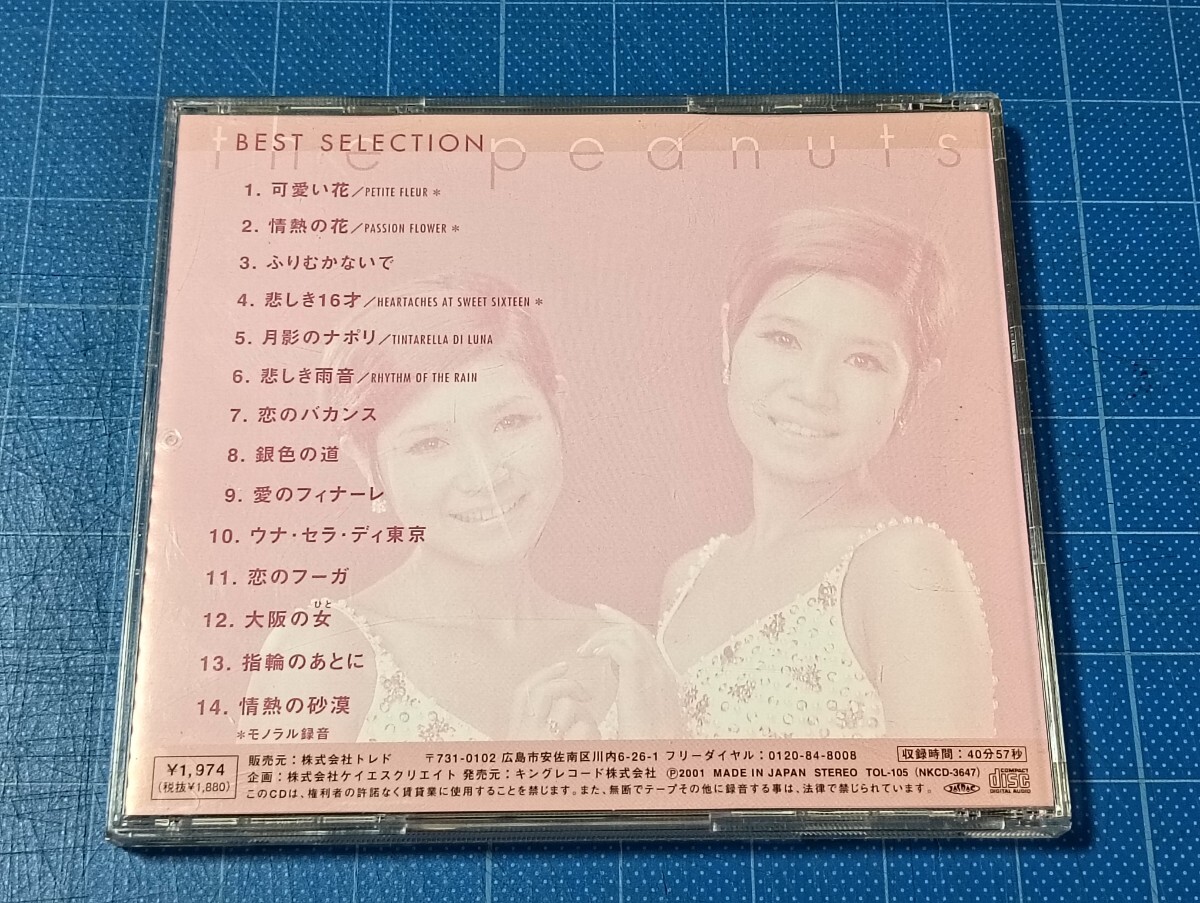 the peanuts
BEST SELECTION
1. 可愛い花／PETITE FLEUR *
2. 情熱の花／PASSION FLOWER *
3. ふりむかないで
4. 悲しき16才／HEARTACHES AT SWEET SIXTEEN *
5. 月影のナポリ／TINTARELLA DI LUNA
6. 悲しき雨音／RHYTHM OF THE RAIN
7. 恋のバカンス
8. 銀色の道
9. 愛のフィナーレ
10. ウナ・セラ・ディ東京
11. 恋のフーガ
ひと
12. 大阪の女
13. 指輪のあとに
14. 情熱の砂漠
*モノラル録音
¥1,974
(税抜¥1,880)
販売元：株式会社トレド 〒731-0102 広島市安佐南区川内6-26-1 フリーダイヤル：0120-84-8008 収録時間：40分57秒
企画：株式会社ケイエスクリエイト 発売元：キングレコード株式会社 Ⓟ2001 MADE IN JAPAN STEREO TOL-105 (NKCD-3647)
このCDは、権利者の許諾なく賃貸業に使用することを禁じます。また、無断でテープその他に録音する事は、法律で禁じられています。
COMPACT
disc
DIGITAL AUDIO